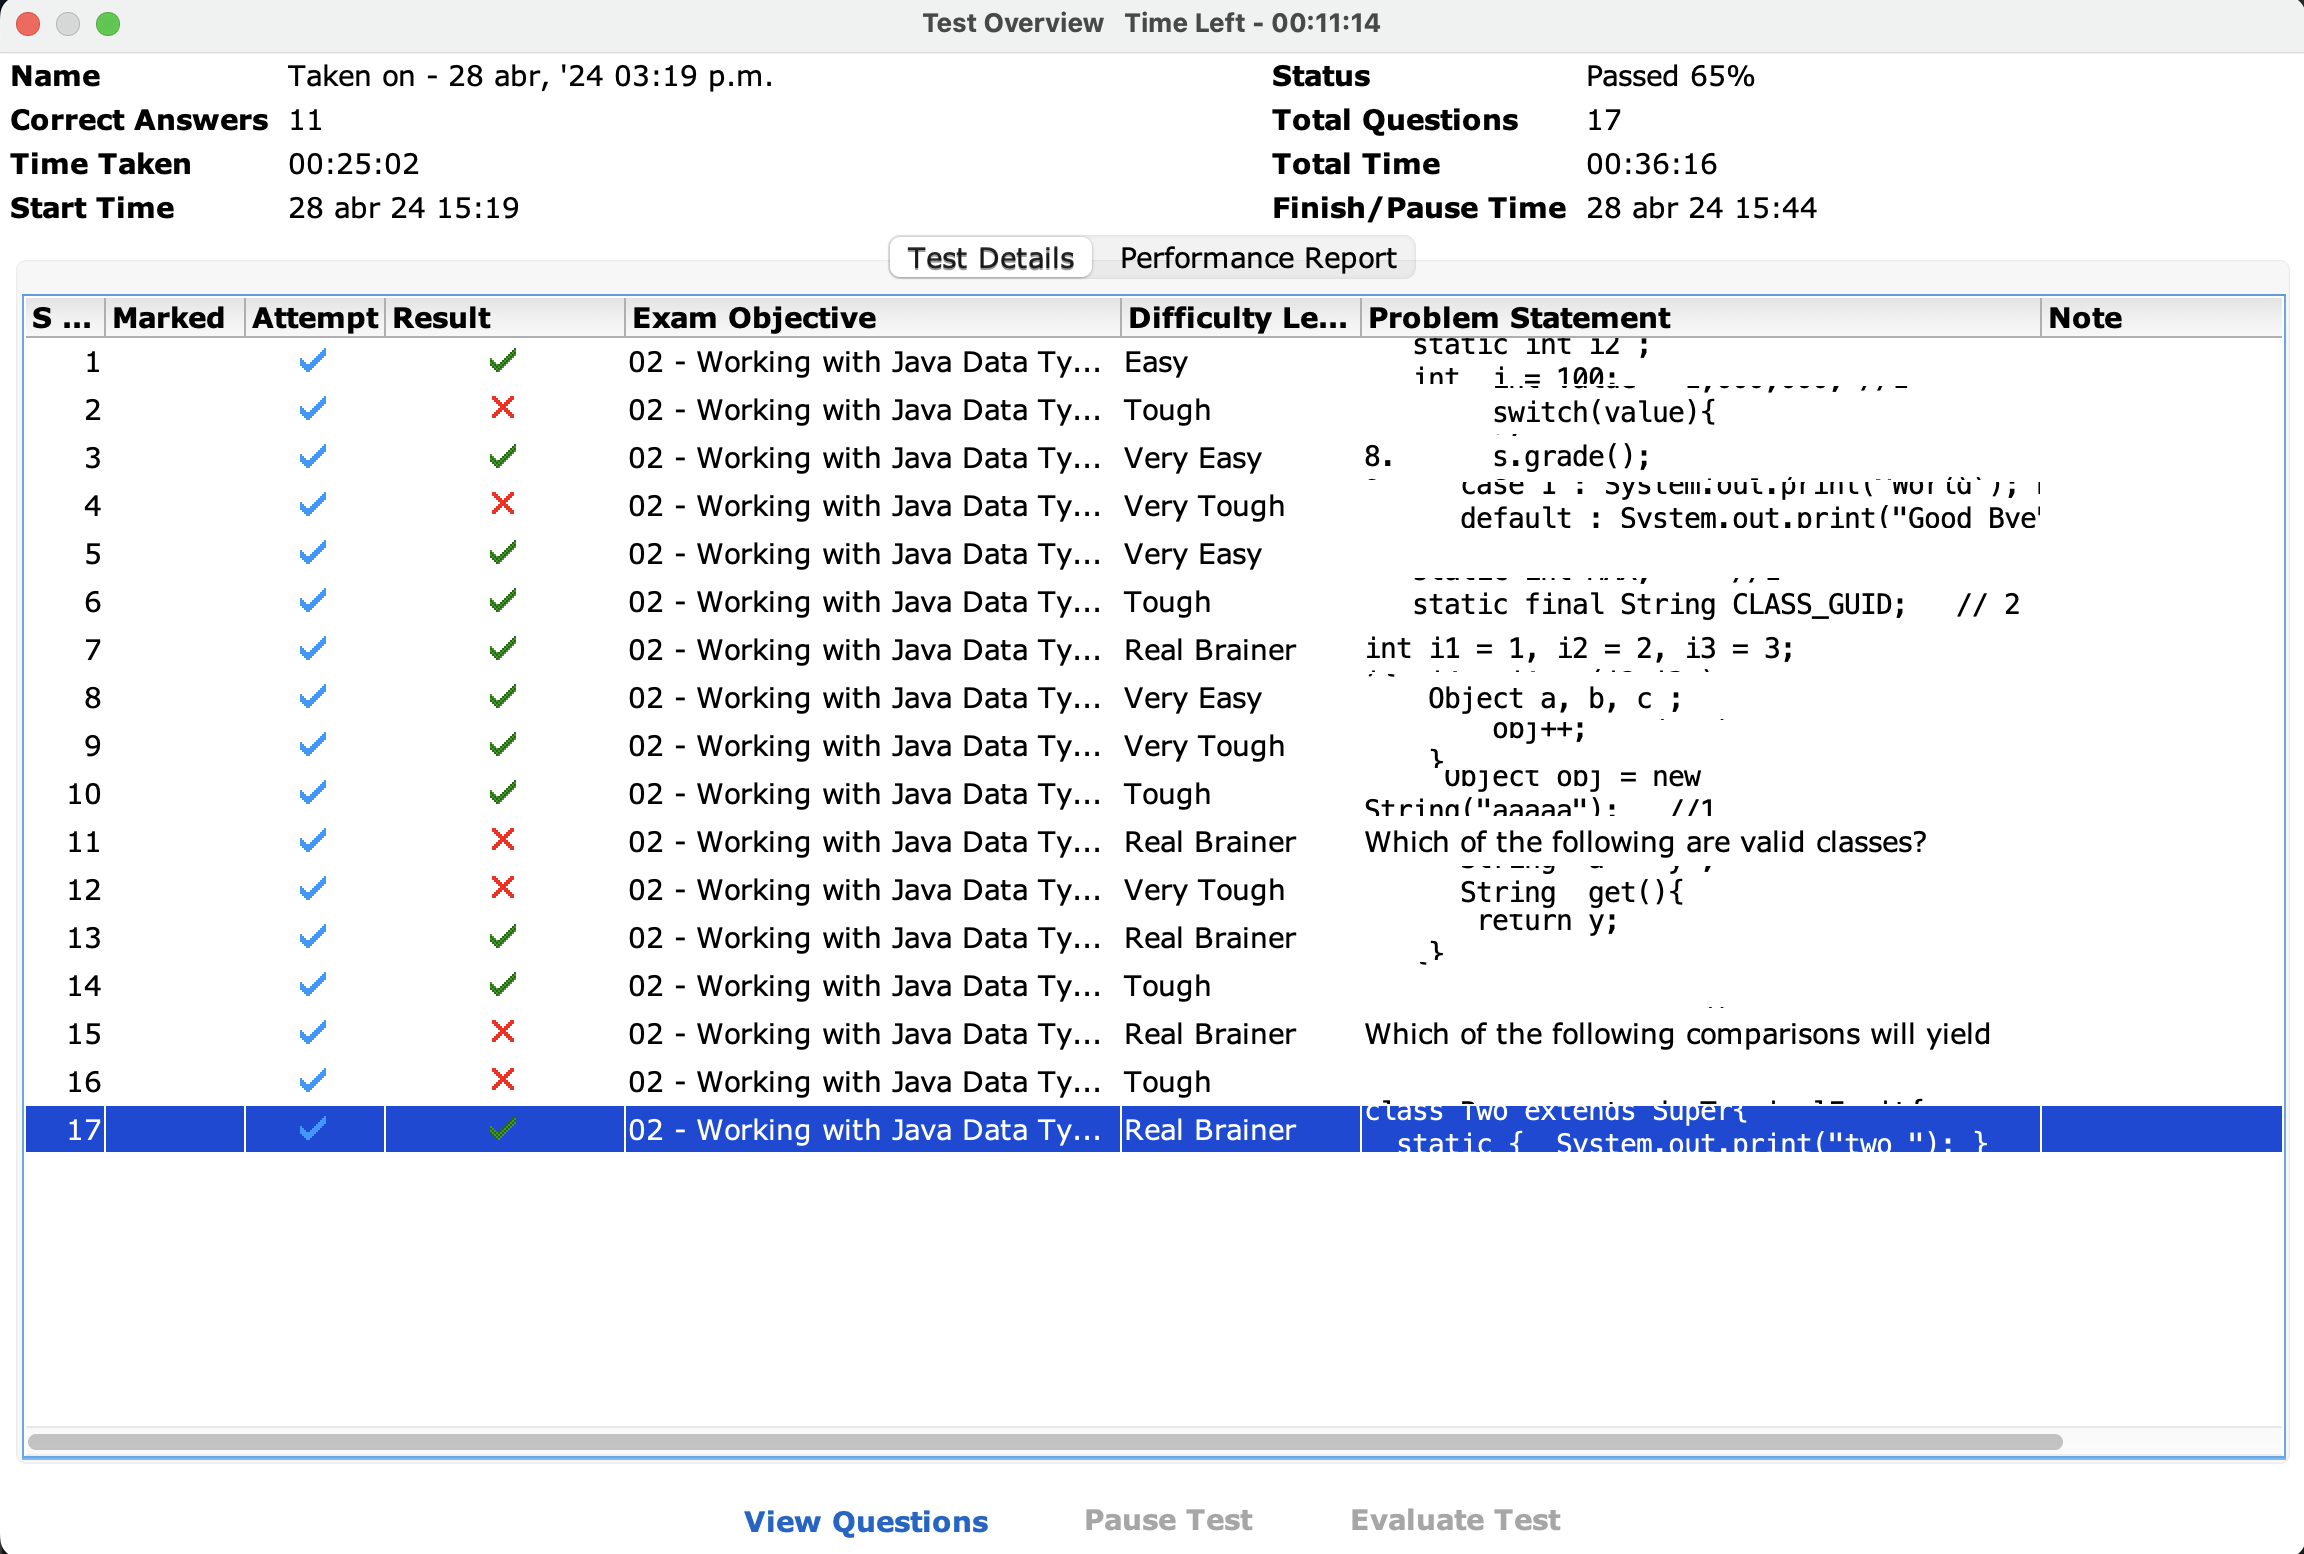 Test Overview   Time Left - 00:11:14
Name Taken on - 28 abr, '24 03:19 p.m. Status Passed 65%
Correct Answers 11 Total Questions 17
Time Taken 00:25:02 Total Time 00:36:16
Start Time 28 abr 24 15:19 Finish/Pause Time 28 abr 24 15:44
Test Details Performance Report
S ... Marked Attempt Result Exam Objective Difficulty Le... Problem Statement Note
static int i2 ;
1 02 - Working with Java Data Ty... Easy
int i = 100;
2 02 - Working with Java Data Ty... Tough switch(value){
3 02 - Working with Java Data Ty... Very Easy 8. s.grade();
case 1 : System.out.print("World");
4 02 - Working with Java Data Ty... Very Tough
default : System.out.print("Good Bye"
5 02 - Working with Java Data Ty... Very Easy
6 02 - Working with Java Data Ty... Tough static final String CLASS_GUID;   // 2
7 02 - Working with Java Data Ty... Real Brainer int i1 = 1, i2 = 2, i3 = 3;
8 02 - Working with Java Data Ty... Very Easy Object a, b, c ;
obj++;
9 02 - Working with Java Data Ty... Very Tough
}
Object obj = new
10 02 - Working with Java Data Ty... Tough
String("aaaaa");   //1
11 02 - Working with Java Data Ty... Real Brainer Which of the following are valid classes?
12 02 - Working with Java Data Ty... Very Tough String  get(){
return y;
13 02 - Working with Java Data Ty... Real Brainer
}
14 02 - Working with Java Data Ty... Tough
15 02 - Working with Java Data Ty... Real Brainer Which of the following comparisons will yield
16 02 - Working with Java Data Ty... Tough
class Two extends Super{
17 02 - Working with Java Data Ty... Real Brainer
static {  System.out.print("two "); }
View Questions Pause Test Evaluate Test